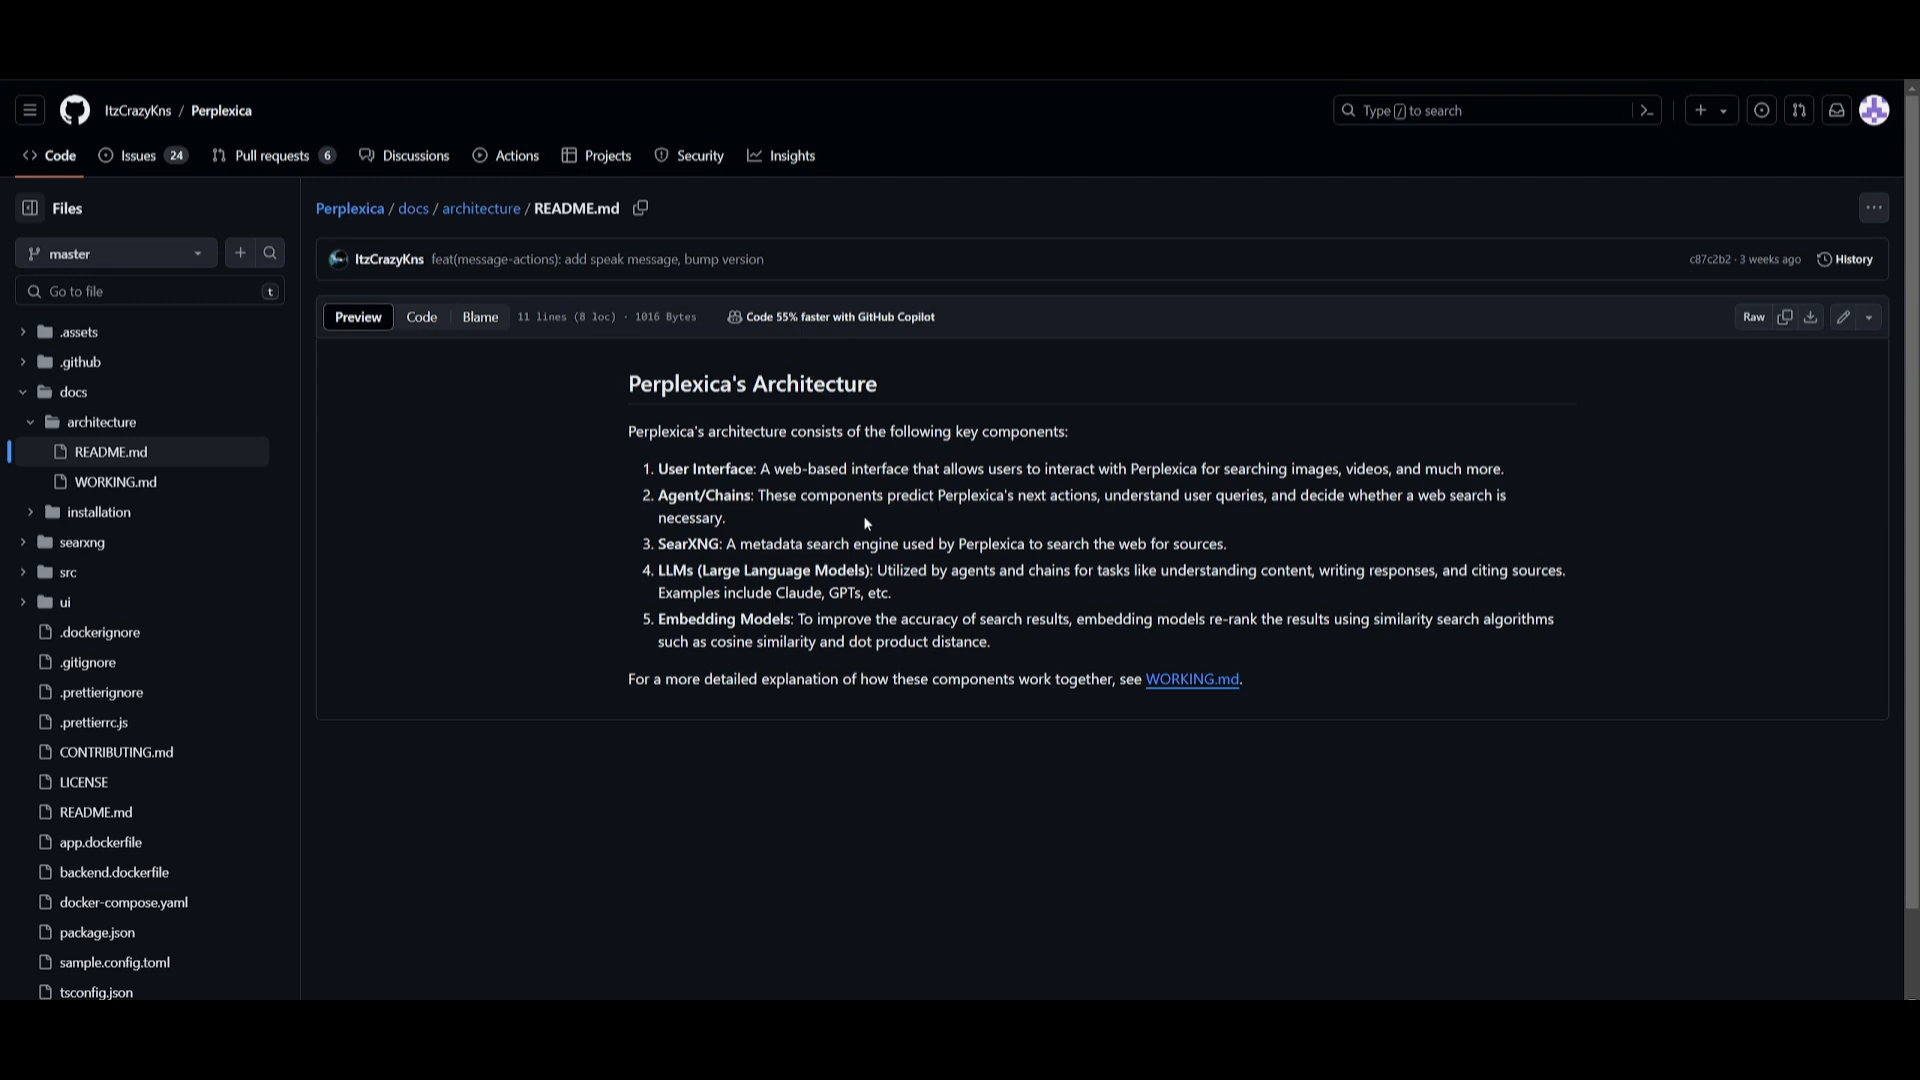 ItzCrazyKns / Perplexica
Type / to search
Code
Issues 24
Pull requests 6
Discussions
Actions
Projects
Security
Insights
Files
master
Go to file
t
.assets
.github
docs
architecture
README.md
WORKING.md
installation
searxng
src
ui
.dockerignore
.gitignore
.prettierignore
.prettierrc.js
CONTRIBUTING.md
LICENSE
README.md
app.dockerfile
backend.dockerfile
docker-compose.yaml
package.json
sample.config.toml
tsconfig.json
Perplexica / docs / architecture / README.md
ItzCrazyKns feat(message-actions): add speak message, bump version
c87c2b2 · 3 weeks ago
History
Preview
Code
Blame
11 lines (8 loc) · 1016 Bytes
Code 55% faster with GitHub Copilot
Raw
Perplexica's Architecture
Perplexica's architecture consists of the following key components:
1. User Interface: A web-based interface that allows users to interact with Perplexica for searching images, videos, and much more.
2. Agent/Chains: These components predict Perplexica's next actions, understand user queries, and decide whether a web search is
necessary.
3. SearXNG: A metadata search engine used by Perplexica to search the web for sources.
4. LLMs (Large Language Models): Utilized by agents and chains for tasks like understanding content, writing responses, and citing sources.
Examples include Claude, GPTs, etc.
5. Embedding Models: To improve the accuracy of search results, embedding models re-rank the results using similarity search algorithms
such as cosine similarity and dot product distance.
For a more detailed explanation of how these components work together, see WORKING.md.